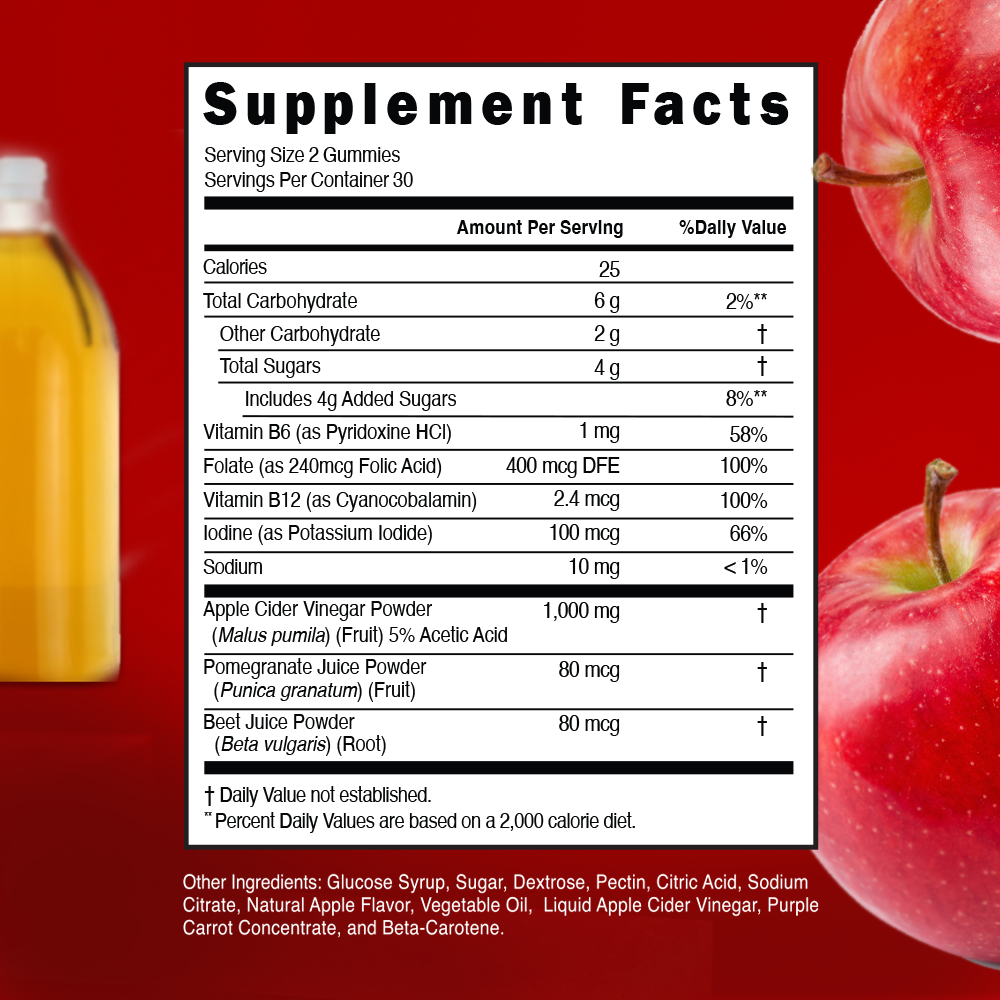 Supplement Facts
Serving Size 2 Gummies
Servings Per Container 30
Amount Per Serving %Daily Value
Calories 25
Total Carbohydrate 6 g 2%**
Other Carbohydrate 2 g †
Total Sugars 4 g †
Includes 4g Added Sugars 8%**
Vitamin B6 (as Pyridoxine HCl) 1 mg 58%
Folate (as 240mcg Folic Acid) 400 mcg DFE 100%
Vitamin B12 (as Cyanocobalamin) 2.4 mcg 100%
Iodine (as Potassium Iodide) 100 mcg 66%
Sodium 10 mg < 1%
Apple Cider Vinegar Powder 1,000 mg †
(Malus pumila) (Fruit) 5% Acetic Acid
Pomegranate Juice Powder 80 mcg †
(Punica granatum) (Fruit)
Beet Juice Powder 80 mcg †
(Beta vulgaris) (Root)
† Daily Value not established.
** Percent Daily Values are based on a 2,000 calorie diet.
Other Ingredients: Glucose Syrup, Sugar, Dextrose, Pectin, Citric Acid, Sodium
Citrate, Natural Apple Flavor, Vegetable Oil, Liquid Apple Cider Vinegar, Purple
Carrot Concentrate, and Beta-Carotene.